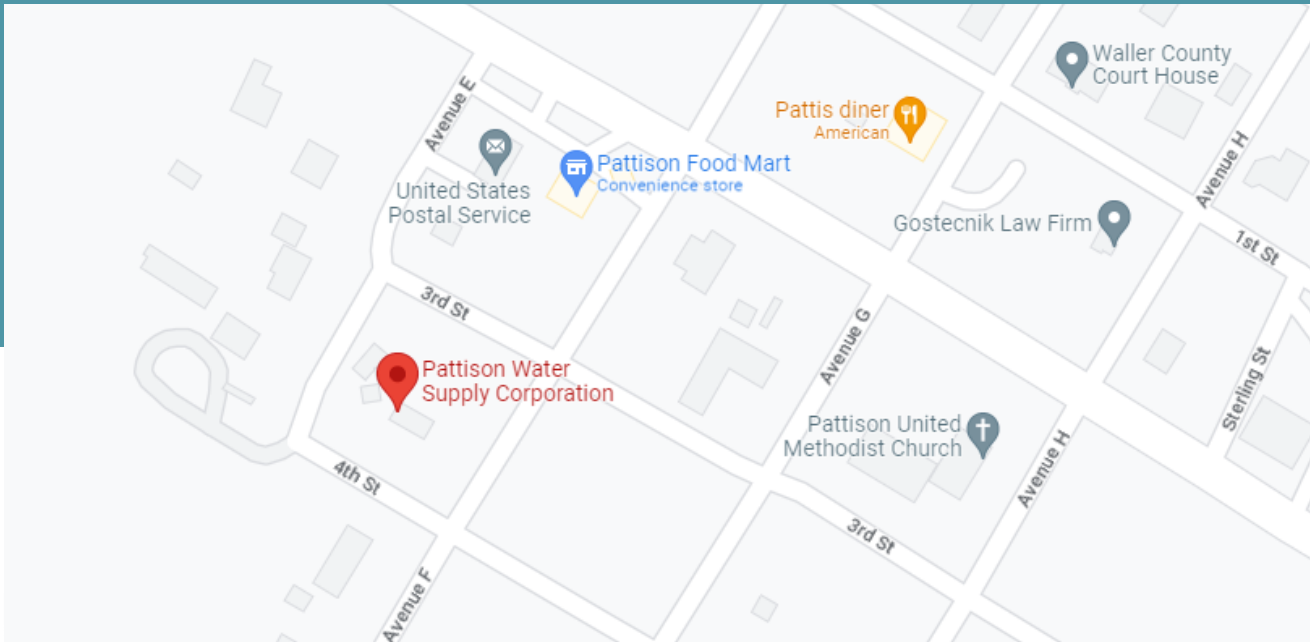 Waller County
Court House
Avenue E
Pattis diner
American
Avenue H
Pattison Food Mart
Convenience store
United States
Postal Service
Gostecnik Law Firm
1st St
3rd St
Avenue G
Pattison Water
Supply Corporation
Sterling St
Pattison United
Methodist Church
Avenue H
4th St
3rd St
Avenue F